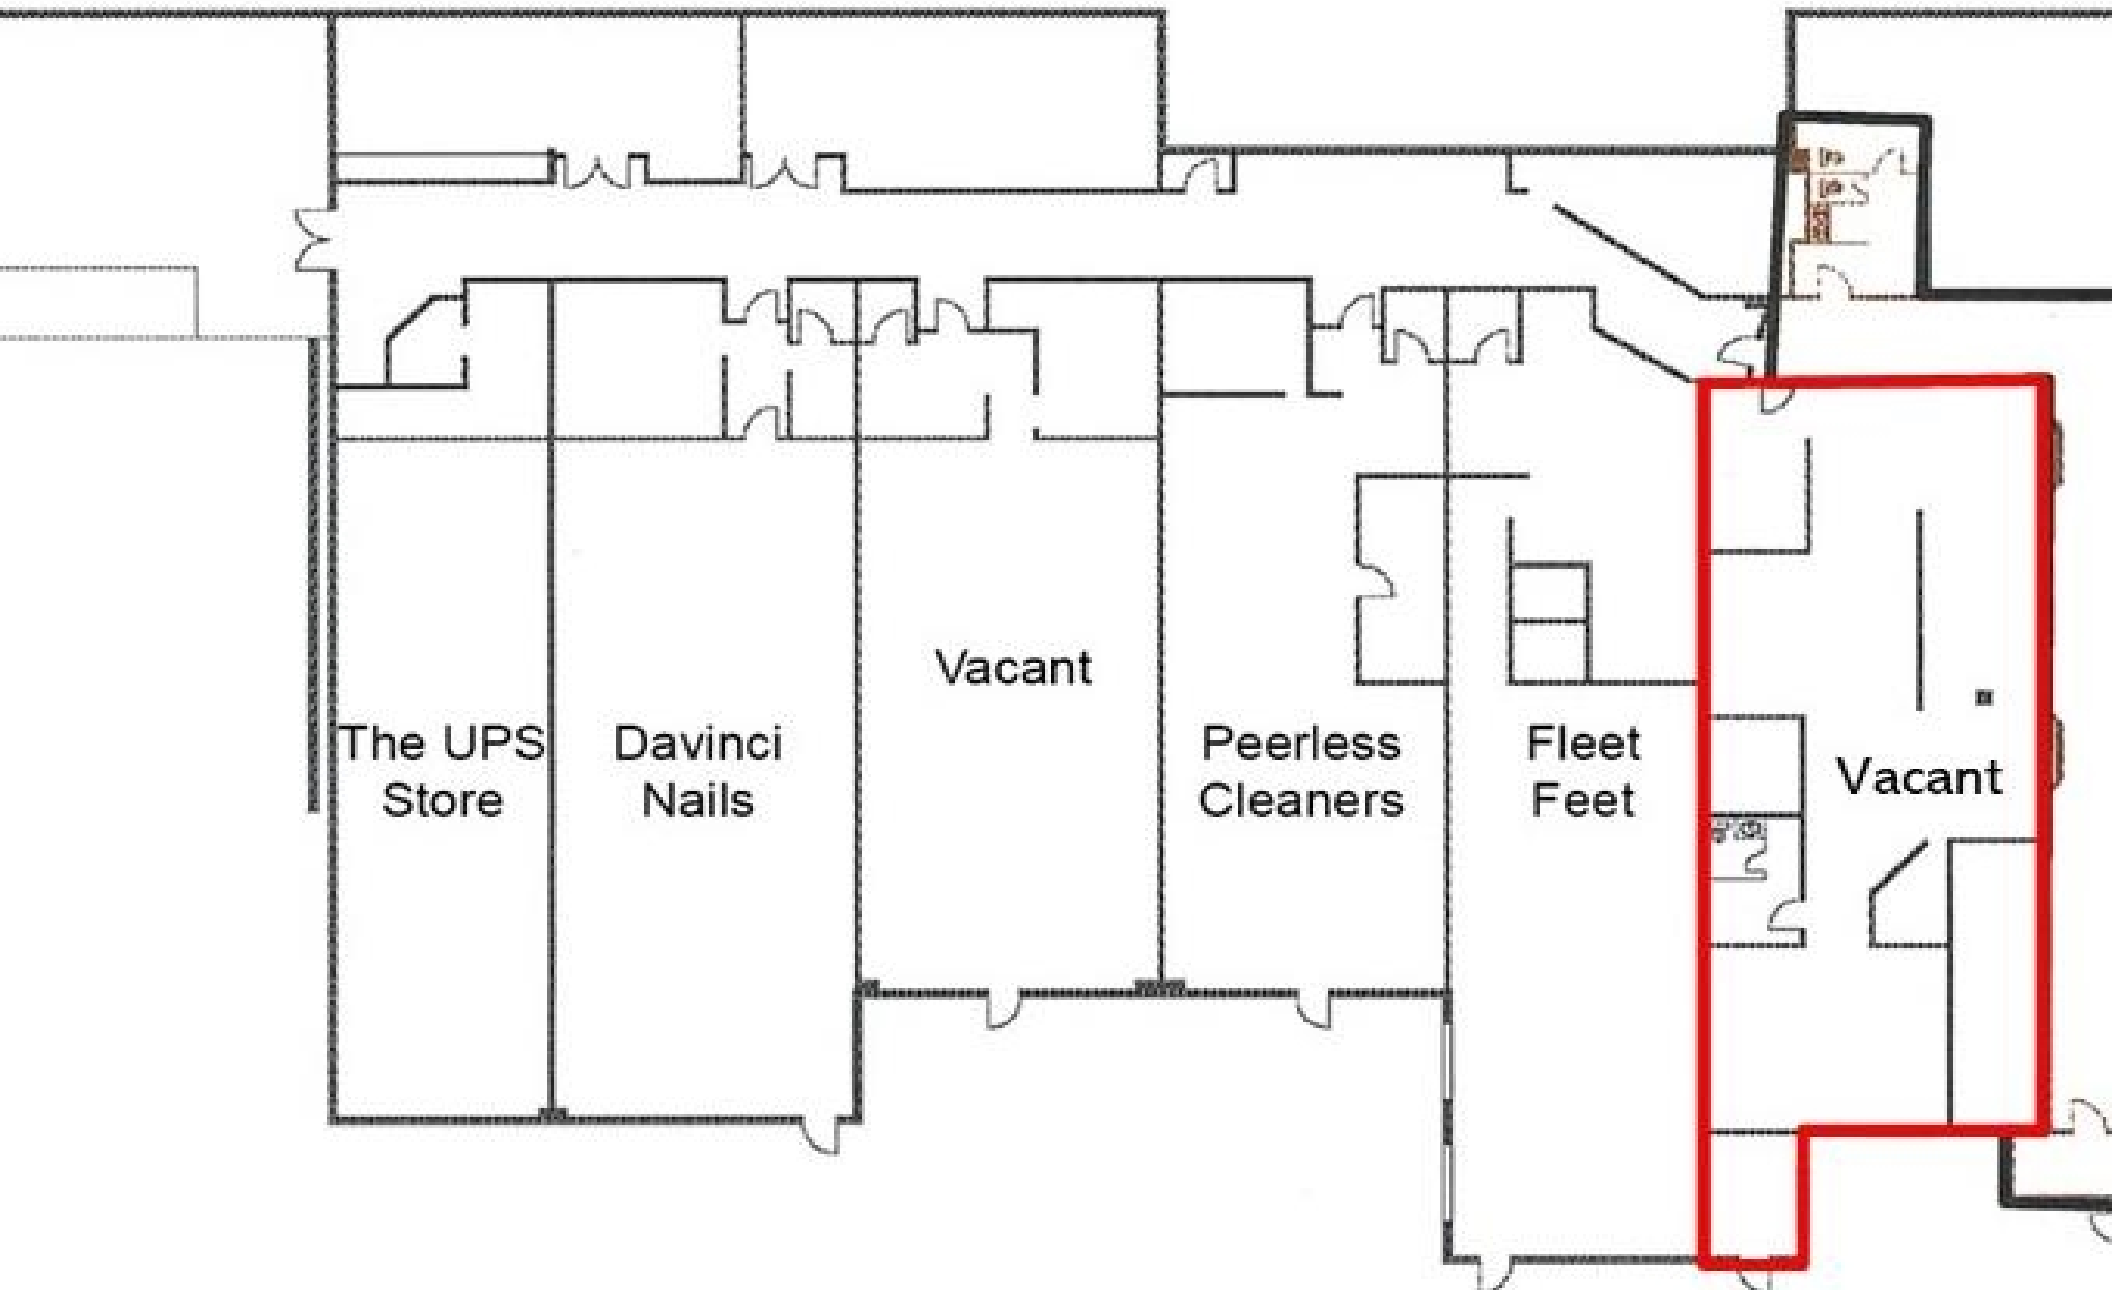 Vacant
The UPS
Store
Davinci
Nails
Peerless
Cleaners
Fleet
Feet
Vacant